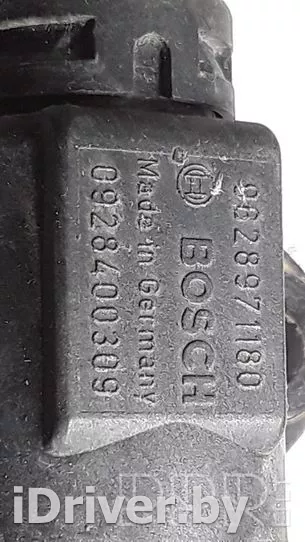 9628971180
BOSCH
Made in Germany
0928400309
iDriver.by